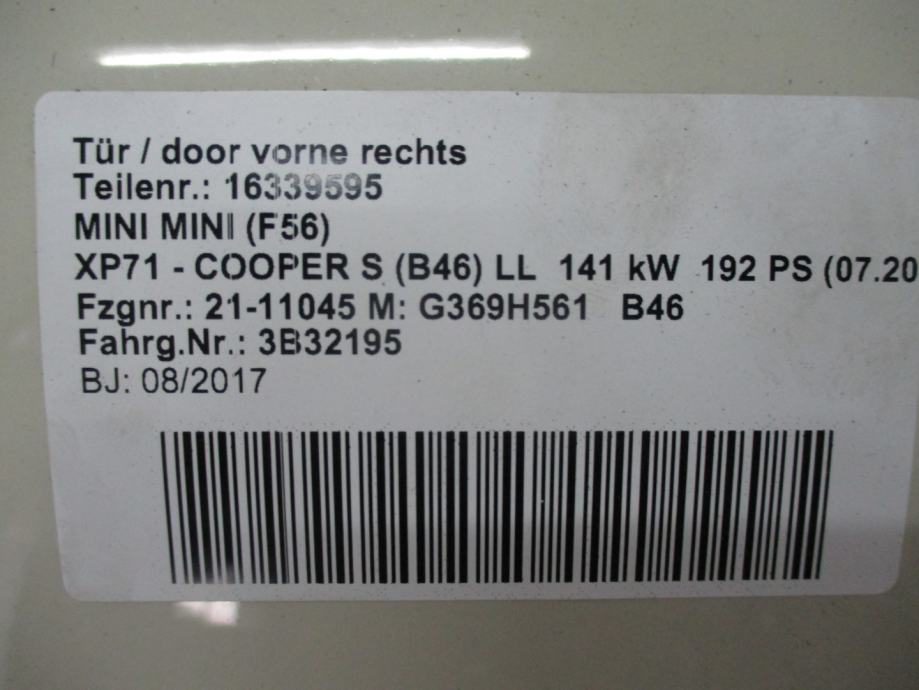 Tür / door vorne rechts
Teilenr.: 16339595
MINI MINI (F56)
XP71 - COOPER S (B46) LL 141 kW 192 PS (07.20
Fzgnr.: 21-11045 M: G369H561 B46
Fahrg.Nr.: 3B32195
BJ: 08/2017